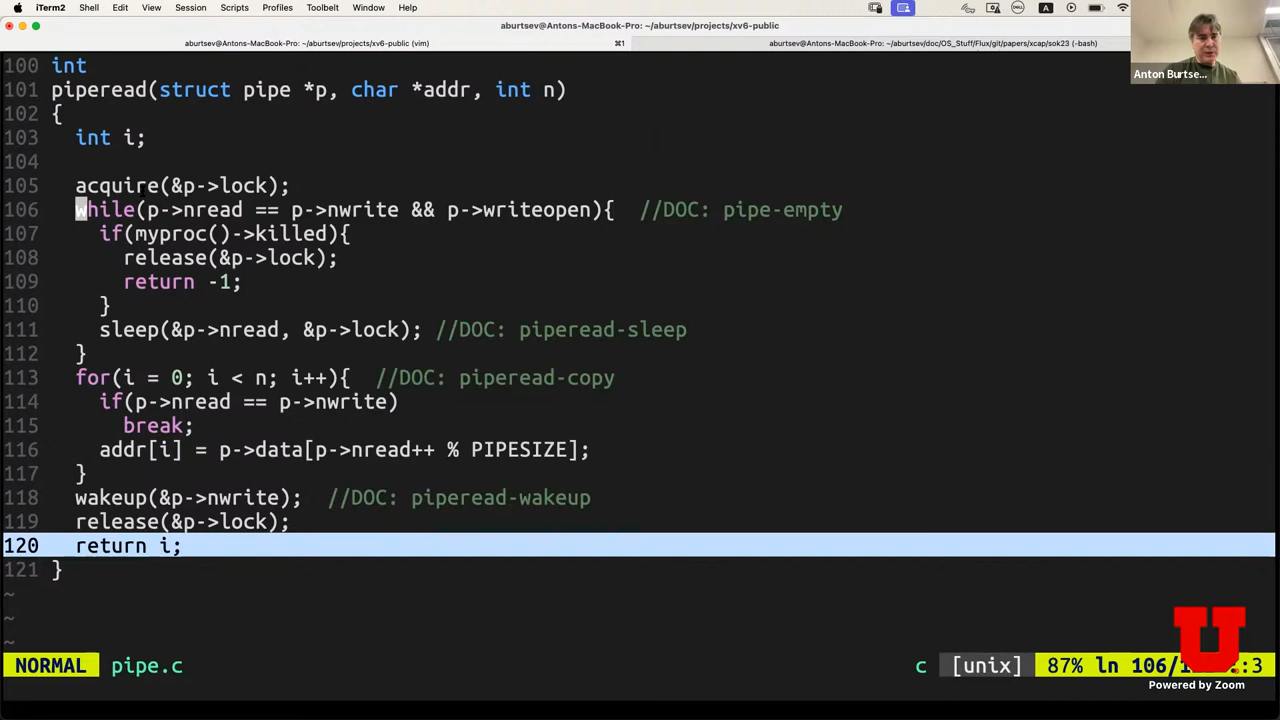 iTerm2 Shell Edit View Session Scripts Profiles Toolbelt Window Help
aburtsev@Antons-MacBook-Pro: ~/aburtsev/projects/xv6-public
aburtsev@Antons-MacBook-Pro: ~/aburtsev/projects/xv6-public (vim) ⌘1 aburtsev@Antons-MacBook-Pro: ~/aburtsev/doc/OS_Stuff/Flux/git/papers/xcap/sok23 (-bash)
Anton Burtse...
100 int
101 piperead(struct pipe *p, char *addr, int n)
102 {
103   int i;
104
105   acquire(&p->lock);
106   while(p->nread == p->nwrite && p->writeopen){  //DOC: pipe-empty
107     if(myproc()->killed){
108       release(&p->lock);
109       return -1;
110     }
111     sleep(&p->nread, &p->lock); //DOC: piperead-sleep
112   }
113   for(i = 0; i < n; i++){  //DOC: piperead-copy
114     if(p->nread == p->nwrite)
115       break;
116     addr[i] = p->data[p->nread++ % PIPESIZE];
117   }
118   wakeup(&p->nwrite);  //DOC: piperead-wakeup
119   release(&p->lock);
120   return i;
121 }
~
~
~
NORMAL pipe.c c [unix] 87% ln 106/ :3
U
Powered by Zoom